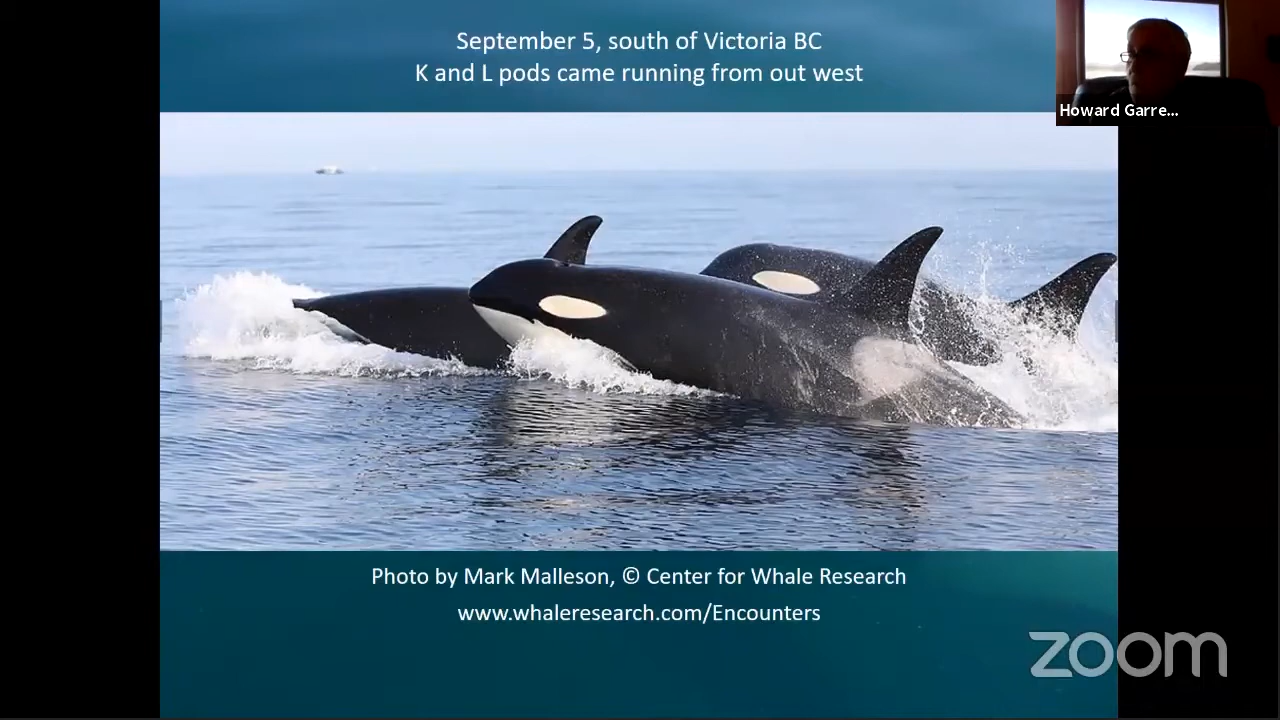 September 5, south of Victoria BC
K and L pods came running from out west
Howard Garre...
Photo by Mark Malleson, © Center for Whale Research
www.whaleresearch.com/Encounters
zoom